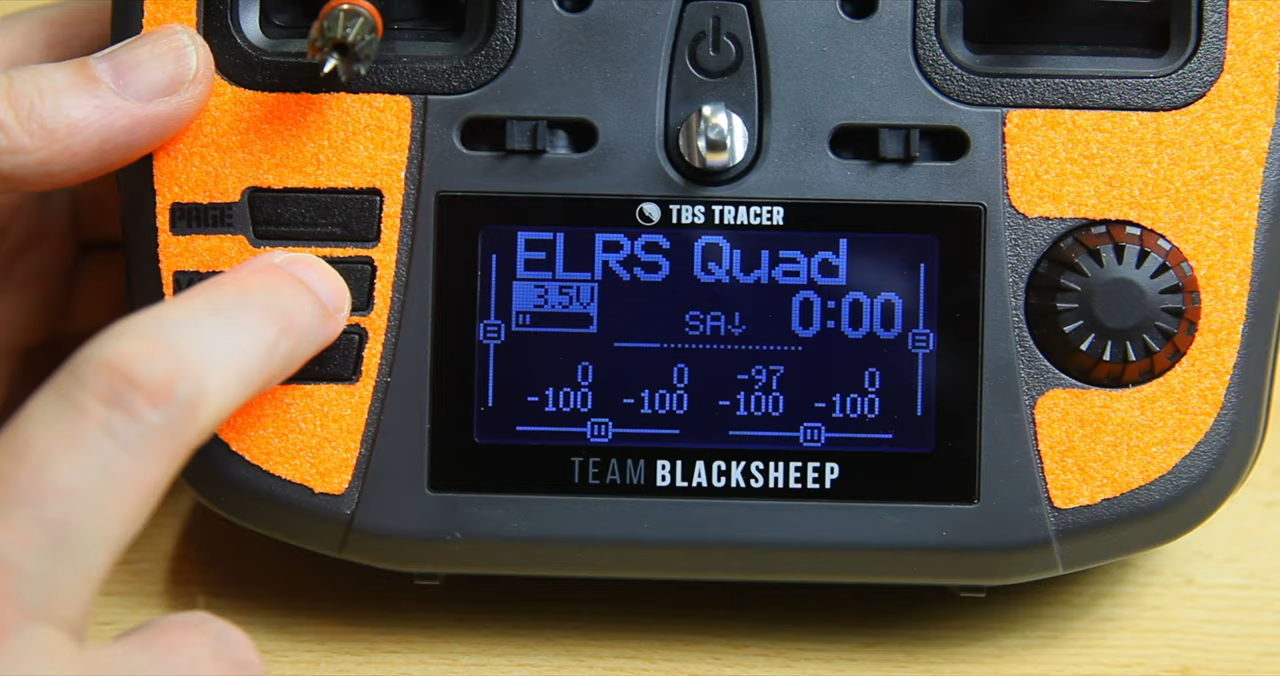 PAGE
TBS TRACER
ELRS Quad
3.5V
SA↓ 0:00
0 0 -97 0
-100 -100 -100 -100
TEAM BLACKSHEEP